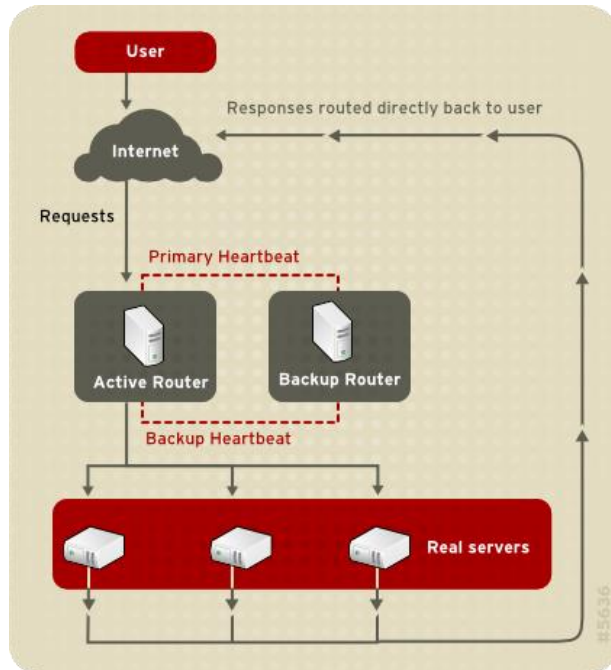 User
Responses routed directly back to user
Internet
Requests
Primary Heartbeat
Active Router
Backup Router
Backup Heartbeat
Real servers
#5636